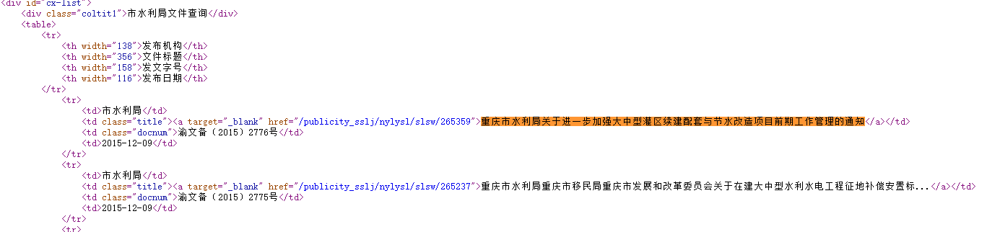 <div id="cx-list">
<div class="coltit1">市水利局文件查询</div>
<table>
<tr>
<th width="138">发布机构</th>
<th width="356">文件标题</th>
<th width="158">发文字号</th>
<th width="116">发布日期</th>
</tr>
<tr>
<td>市水利局</td>
<td class="title"><a target="_blank" href="/publicity_sslj/nylysl/slsw/265359">重庆市水利局关于进一步加强大中型灌区续建配套与节水改造项目前期工作管理的通知</a></td>
<td class="docnum">渝文备（2015）2776号</td>
<td>2015-12-09</td>
</tr>
<tr>
<td>市水利局</td>
<td class="title"><a target="_blank" href="/publicity_sslj/nylysl/slsw/265237">重庆市水利局重庆市移民局重庆市发展和改革委员会关于在建大中型水利水电工程征地补偿安置标...</a></td>
<td class="docnum">渝文备（2015）2775号</td>
<td>2015-12-09</td>
</tr>
<tr>